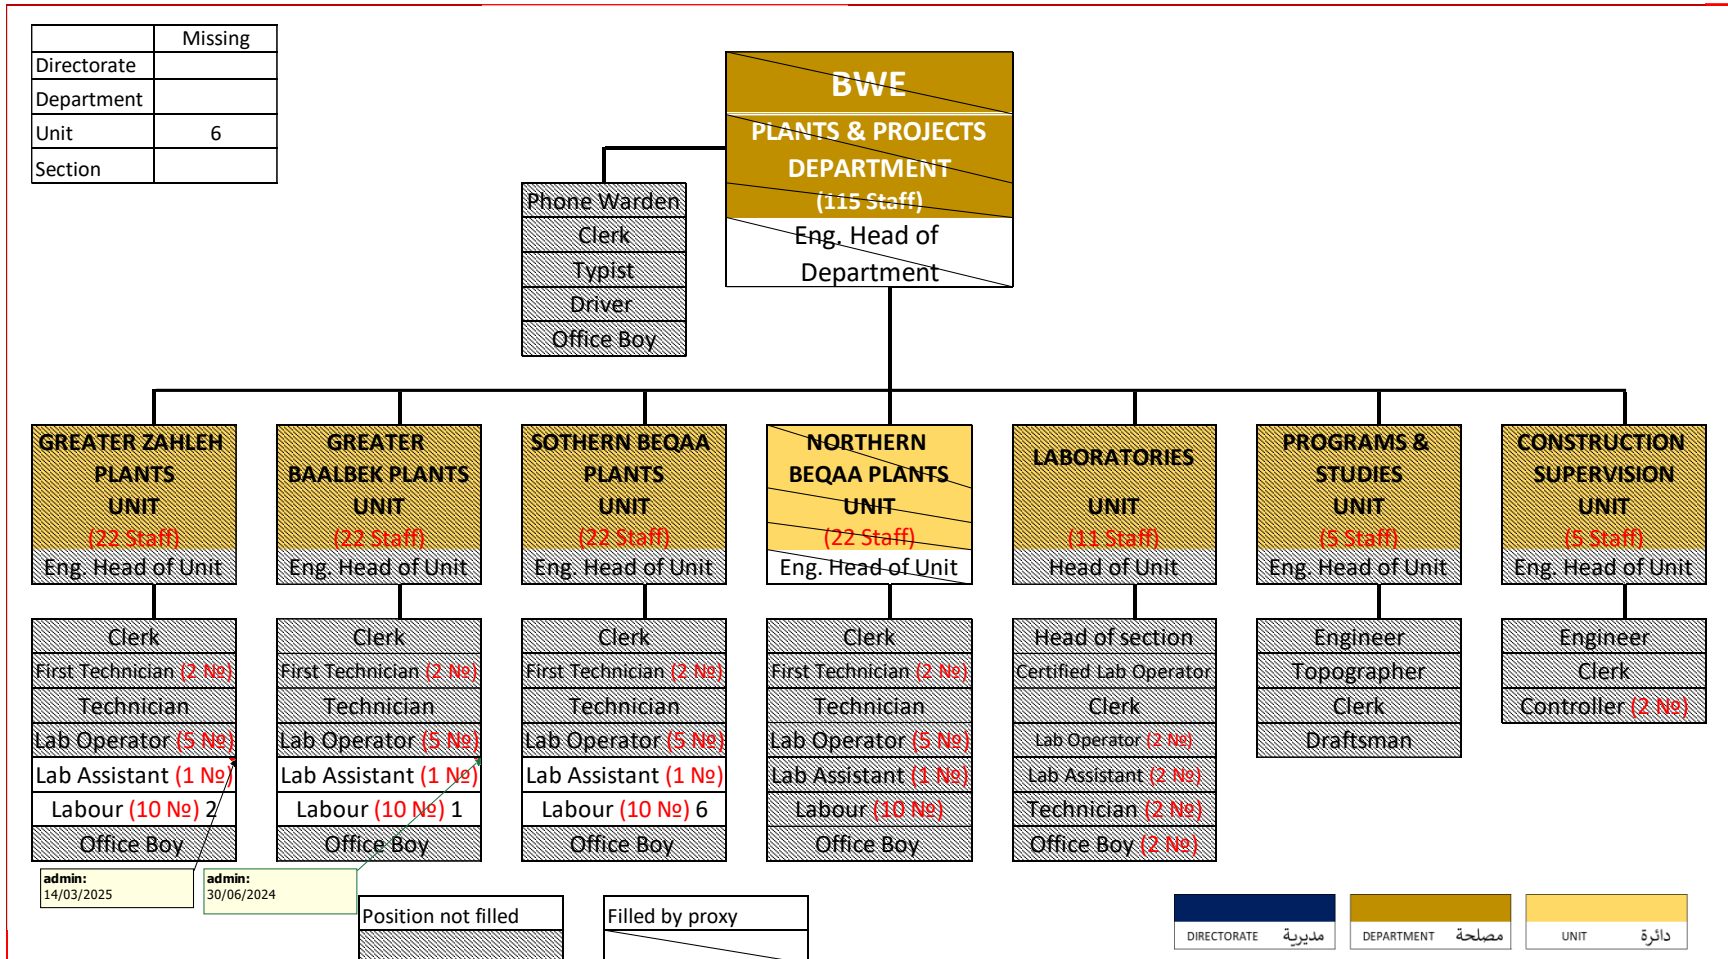 Missing
Directorate
Department
Unit 6
Section
BWE
PLANTS & PROJECTS
DEPARTMENT
(115 Staff)
Eng. Head of
Department
Phone Warden
Clerk
Typist
Driver
Office Boy
GREATER ZAHLEH
PLANTS
UNIT
(22 Staff)
Eng. Head of Unit
Clerk
First Technician (2 №)
Technician
Lab Operator (5 №)
Lab Assistant (1 №)
Labour (10 №) 2
Office Boy
GREATER
BAALBEK PLANTS
UNIT
(22 Staff)
Eng. Head of Unit
Clerk
First Technician (2 №)
Technician
Lab Operator (5 №)
Lab Assistant (1 №)
Labour (10 №) 1
Office Boy
SOTHERN BEQAA
PLANTS
UNIT
(22 Staff)
Eng. Head of Unit
Clerk
First Technician (2 №)
Technician
Lab Operator (5 №)
Lab Assistant (1 №)
Labour (10 №) 6
Office Boy
NORTHERN
BEQAA PLANTS
UNIT
(22 Staff)
Eng. Head of Unit
Clerk
First Technician (2 №)
Technician
Lab Operator (5 №)
Lab Assistant (1 №)
Labour (10 №)
Office Boy
LABORATORIES
UNIT
(11 Staff)
Head of Unit
Head of section
Certified Lab Operator
Clerk
Lab Operator (2 №)
Lab Assistant (2 №)
Technician (2 №)
Office Boy (2 №)
PROGRAMS &
STUDIES
UNIT
(5 Staff)
Eng. Head of Unit
Engineer
Topographer
Clerk
Draftsman
CONSTRUCTION
SUPERVISION
UNIT
(5 Staff)
Eng. Head of Unit
Engineer
Clerk
Controller (2 №)
admin:
14/03/2025
admin:
30/06/2024
Position not filled
Filled by proxy
DIRECTORATE مديرية
DEPARTMENT مصلحة
UNIT دائرة